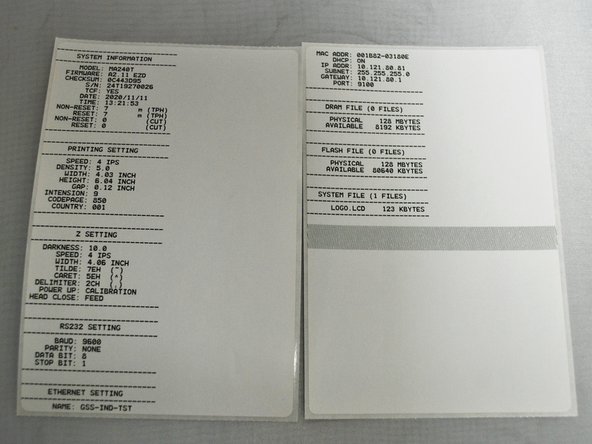 SYSTEM INFORMATION
MODEL: MA240T
FIRMWARE: A2.11 EZD
CHECKSUM: 0C443D95
S/N: 24T19270026
TCF: YES
DATE: 2020/11/11
TIME: 13:21:53
NON-RESET: 7 m (TPH)
RESET: 7 m (TPH)
NON-RESET: 0 (CUT)
RESET: 0 (CUT)
PRINTING SETTING
SPEED: 4 IPS
DENSITY: 5.0
WIDTH: 4.03 INCH
HEIGHT: 6.04 INCH
GAP: 0.12 INCH
INTENSION: 9
CODEPAGE: 850
COUNTRY: 001
Z SETTING
DARKNESS: 10.0
SPEED: 4 IPS
WIDTH: 4.06 INCH
TILDE: 7EH (~)
CARET: 5EH (^)
DELIMITER: 2CH (,)
POWER UP: CALIBRATION
HEAD CLOSE: FEED
RS232 SETTING
BAUD: 9600
PARITY: NONE
DATA BIT: 8
STOP BIT: 1
ETHERNET SETTING
NAME: GSS-IND-TST
MAC ADDR: 001B82-03180E
DHCP: ON
IP ADDR: 10.121.80.81
SUBNET: 255.255.255.0
GATEWAY: 10.121.80.1
PORT: 9100
DRAM FILE (0 FILES)
PHYSICAL 128 MBYTES
AVAILABLE 8192 KBYTES
FLASH FILE (0 FILES)
PHYSICAL 128 MBYTES
AVAILABLE 80640 KBYTES
SYSTEM FILE (1 FILES)
LOGO.LCD 123 KBYTES